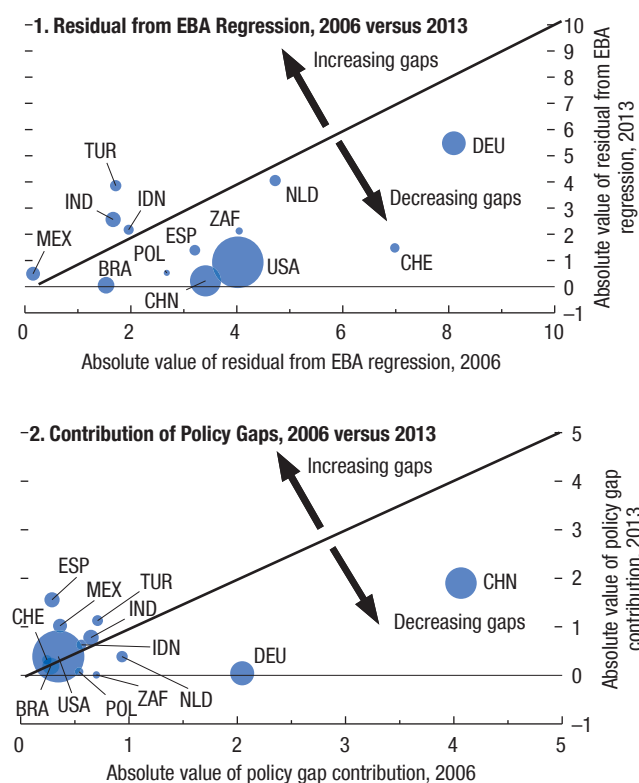 1. Residual from EBA Regression, 2006 versus 2013
Increasing gaps
Decreasing gaps
TUR
IND
IDN
MEX
BRA
POL
ESP
CHN
ZAF
USA
NLD
CHE
DEU
10
9
8
7
6
5
4
3
2
1
0
–1
Absolute value of residual from EBA
regression, 2013
0
2
4
6
8
10
Absolute value of residual from EBA regression, 2006
2. Contribution of Policy Gaps, 2006 versus 2013
Increasing gaps
Decreasing gaps
ESP
MEX
TUR
CHE
IND
IDN
BRA
USA
POL
ZAF
NLD
DEU
CHN
5
4
3
2
1
0
–1
Absolute value of policy gap
contribution, 2013
0
1
2
3
4
5
Absolute value of policy gap contribution, 2006